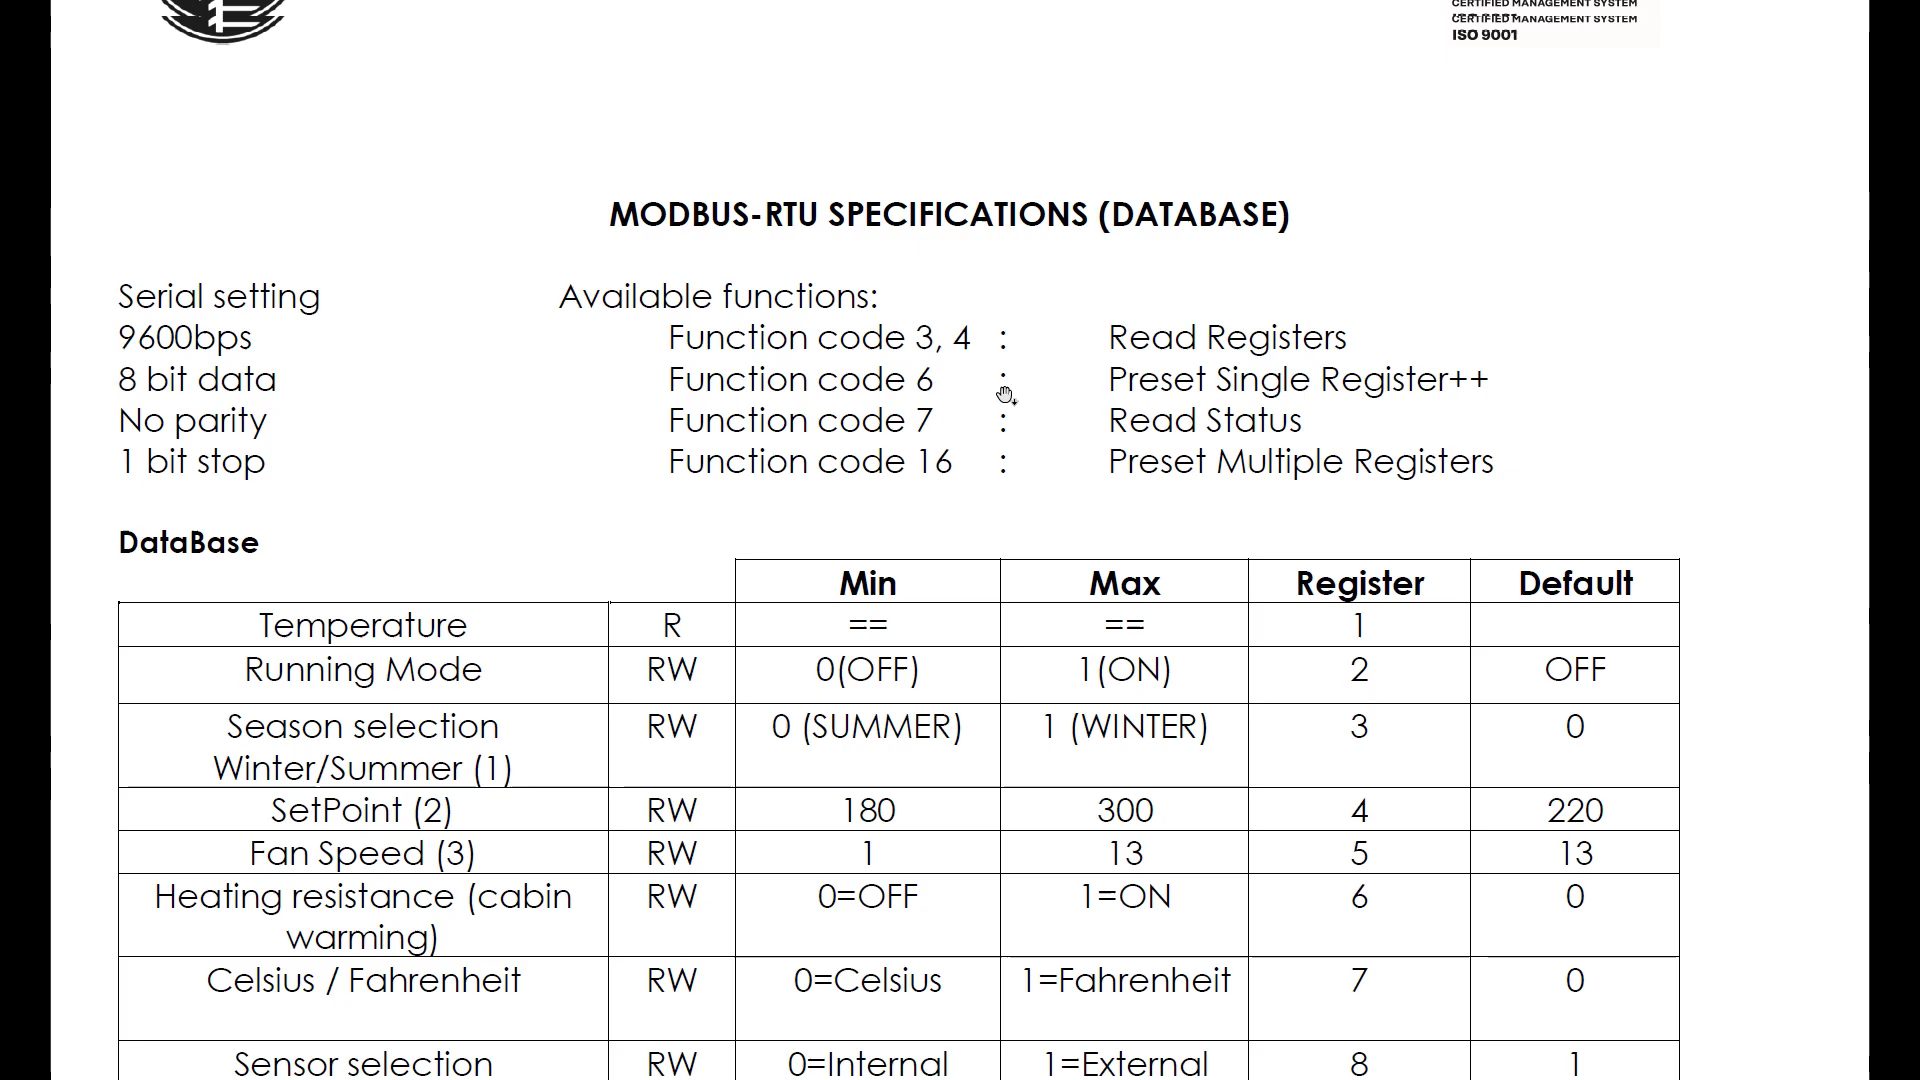 CERTIFIED MANAGEMENT SYSTEM
CERTIFIED MANAGEMENT SYSTEM
ISO 9001
MODBUS-RTU SPECIFICATIONS (DATABASE)
Serial setting Available functions:
9600bps Function code 3, 4 : Read Registers
8 bit data Function code 6 : Preset Single Register++
No parity Function code 7 : Read Status
1 bit stop Function code 16 : Preset Multiple Registers
DataBase
Min Max Register Default
Temperature R == == 1
Running Mode RW 0(OFF) 1(ON) 2 OFF
Season selection RW 0 (SUMMER) 1 (WINTER) 3 0
Winter/Summer (1)
SetPoint (2) RW 180 300 4 220
Fan Speed (3) RW 1 13 5 13
Heating resistance (cabin RW 0=OFF 1=ON 6 0
warming)
Celsius / Fahrenheit RW 0=Celsius 1=Fahrenheit 7 0
Sensor selection RW 0=Internal 1=External 8 1